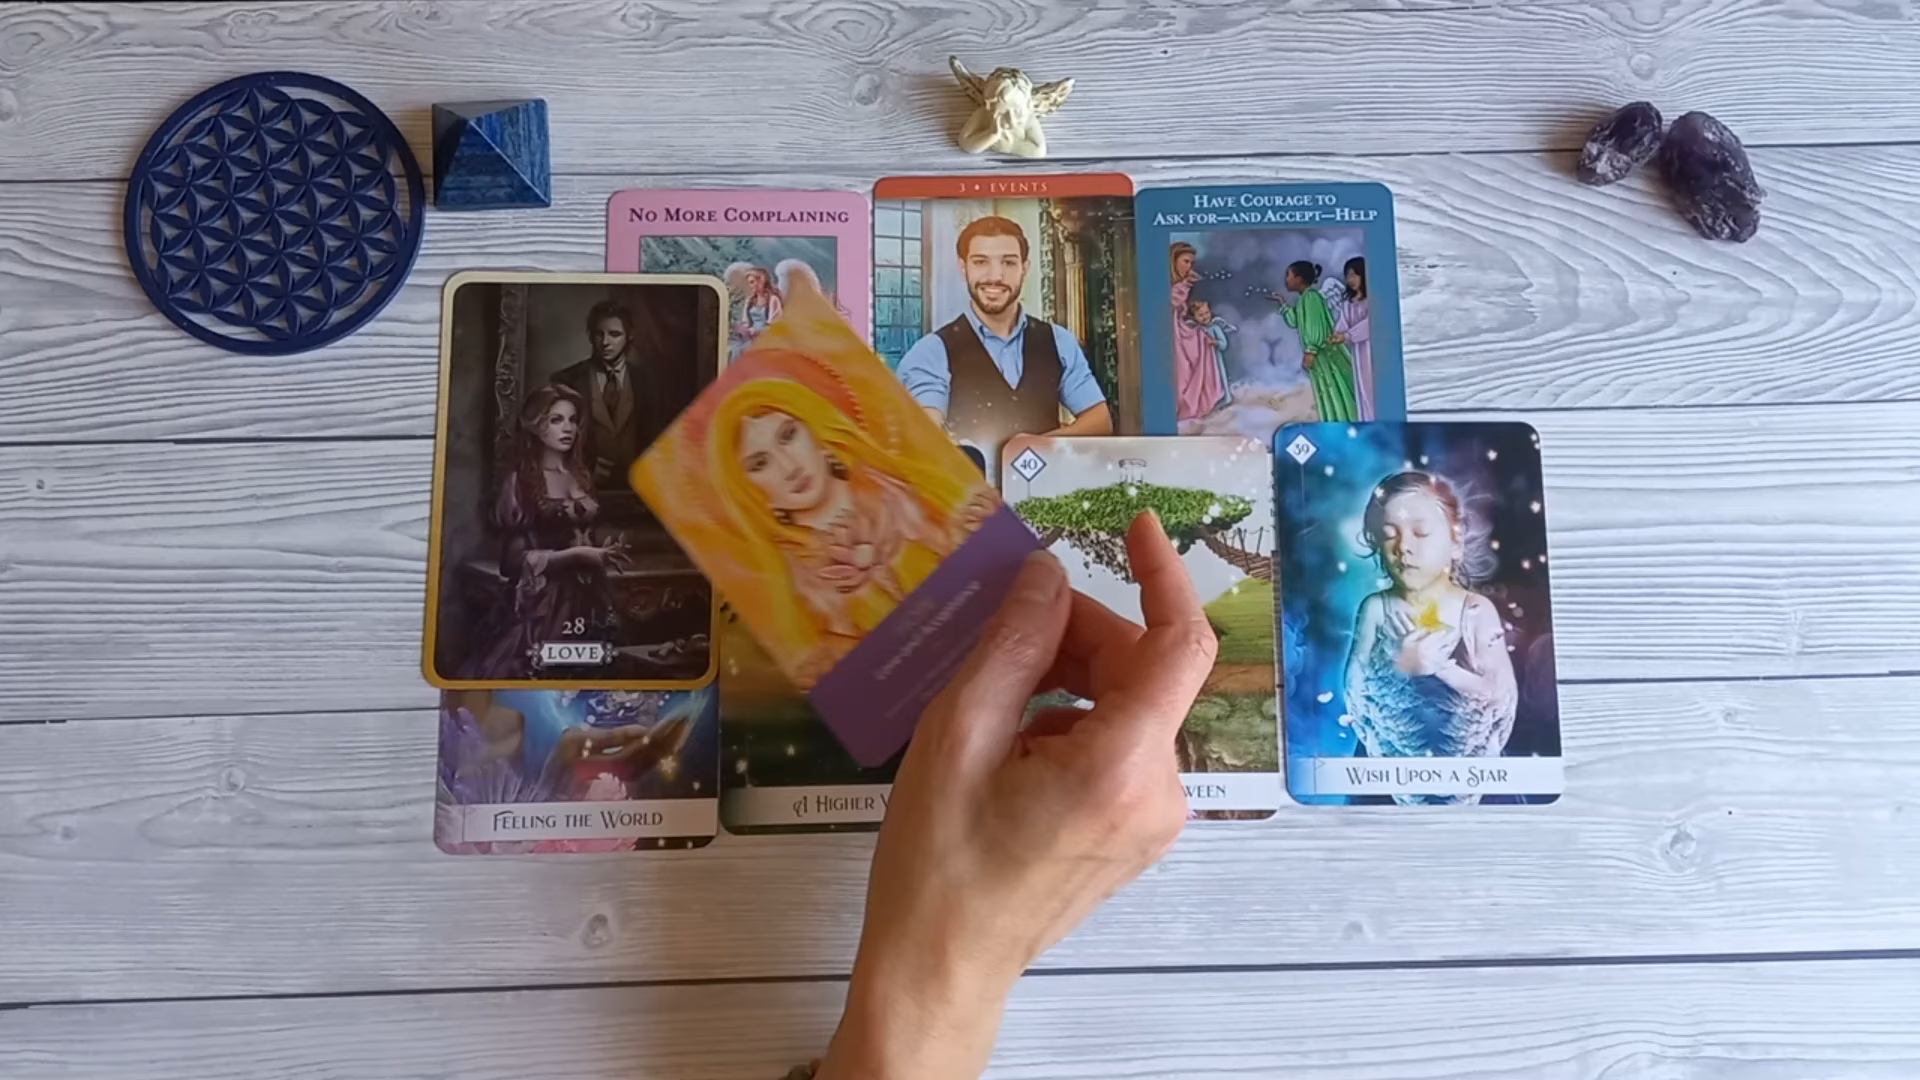 NO MORE COMPLAINING
3 • EVENTS
HAVE COURAGE TO
ASK FOR—AND ACCEPT—HELP
28
LOVE
40
39
FEELING THE WORLD
A HIGHER
WISH UPON A STAR